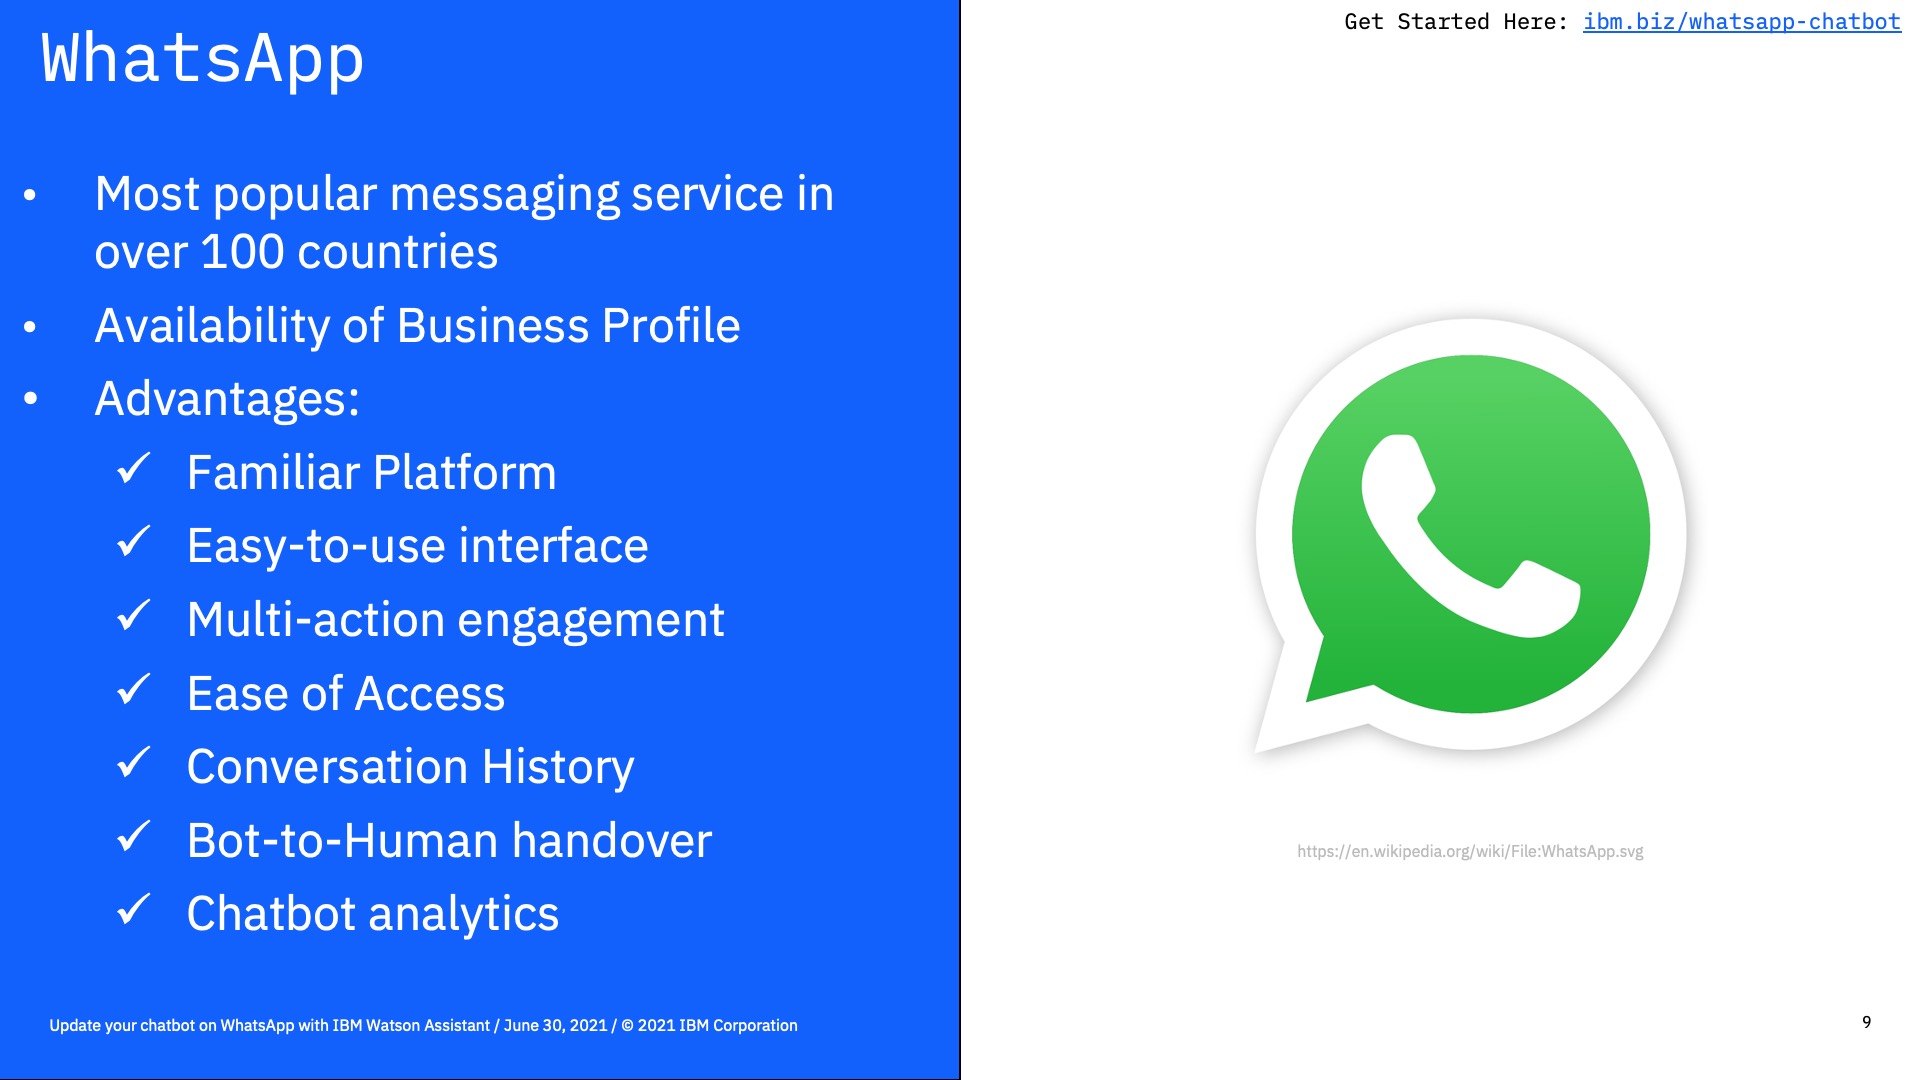 WhatsApp
Get Started Here: ibm.biz/whatsapp-chatbot
• Most popular messaging service in
over 100 countries
• Availability of Business Profile
• Advantages:
✓ Familiar Platform
✓ Easy-to-use interface
✓ Multi-action engagement
✓ Ease of Access
✓ Conversation History
✓ Bot-to-Human handover
✓ Chatbot analytics
https://en.wikipedia.org/wiki/File:WhatsApp.svg
Update your chatbot on WhatsApp with IBM Watson Assistant / June 30, 2021 / © 2021 IBM Corporation
9